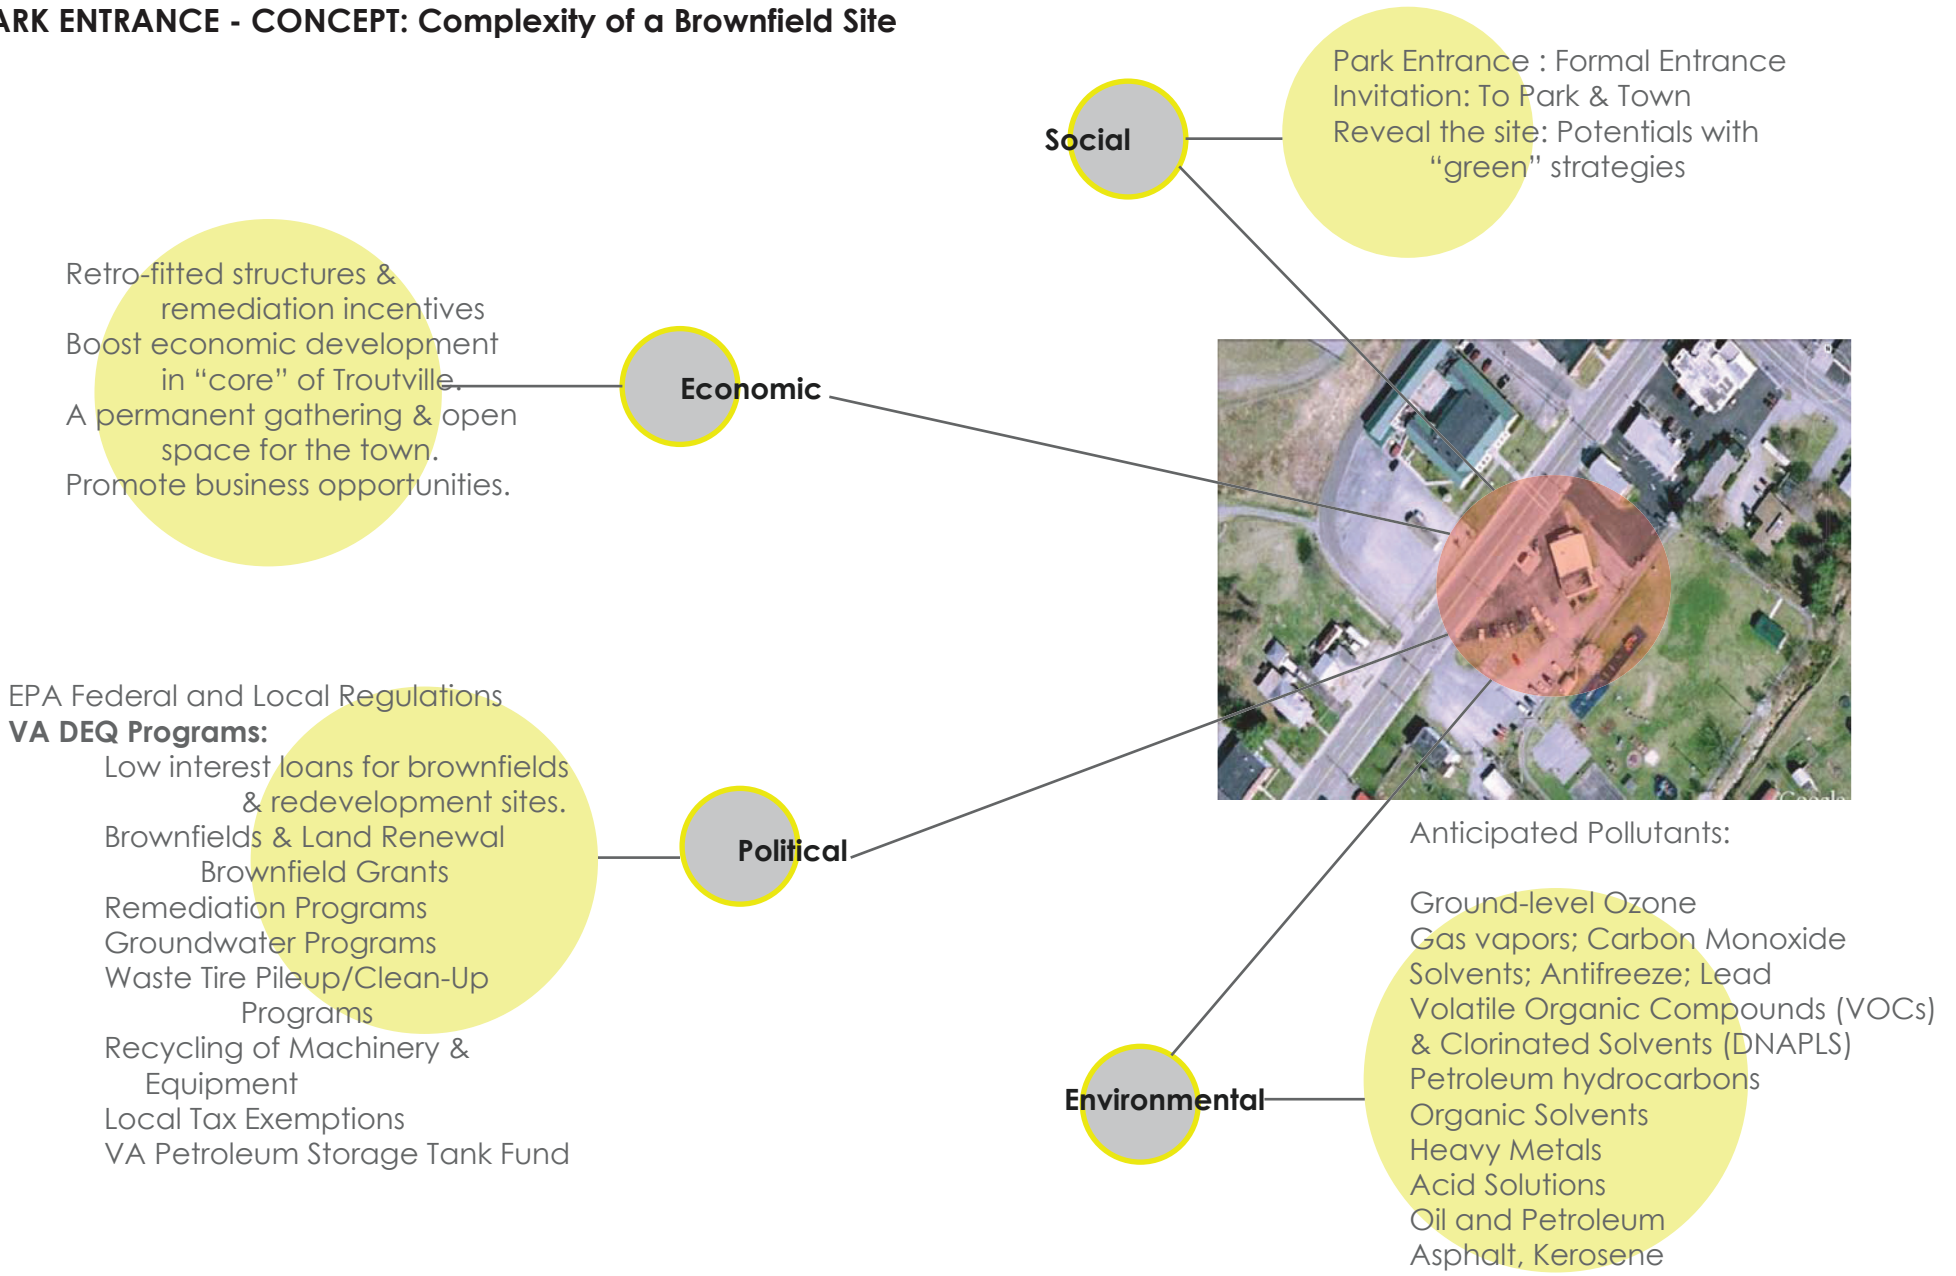 ARK ENTRANCE - CONCEPT: Complexity of a Brownfield Site
Social
Park Entrance : Formal Entrance
Invitation: To Park & Town
Reveal the site: Potentials with
“green” strategies
Retro-fitted structures &
remediation incentives
Boost economic development
in “core” of Troutville.
A permanent gathering & open
space for the town.
Promote business opportunities.
Economic
EPA Federal and Local Regulations
VA DEQ Programs:
Low interest loans for brownfields
& redevelopment sites.
Brownfields & Land Renewal
Brownfield Grants
Remediation Programs
Groundwater Programs
Waste Tire Pileup/Clean-Up
Programs
Recycling of Machinery &
Equipment
Local Tax Exemptions
VA Petroleum Storage Tank Fund
Political
Google
Environmental
Anticipated Pollutants:
Ground-level Ozone
Gas vapors; Carbon Monoxide
Solvents; Antifreeze; Lead
Volatile Organic Compounds (VOCs)
& Clorinated Solvents (DNAPLS)
Petroleum hydrocarbons
Organic Solvents
Heavy Metals
Acid Solutions
Oil and Petroleum
Asphalt, Kerosene